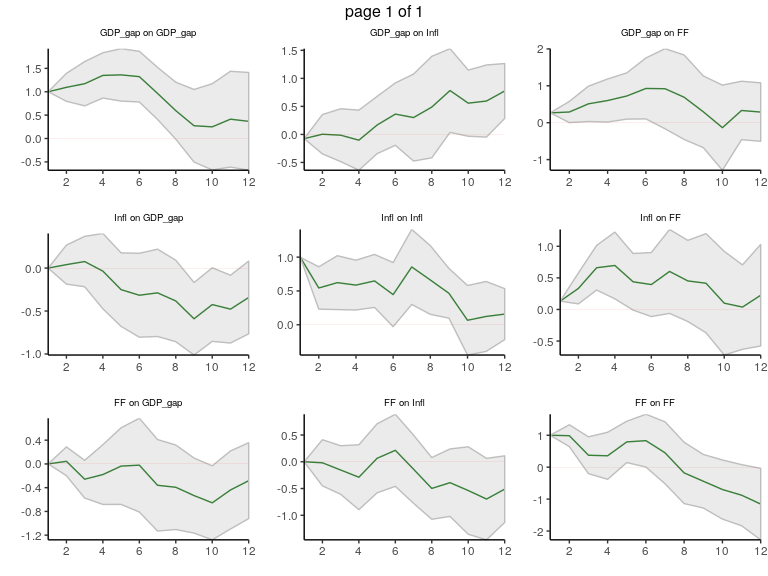 page 1 of 1
GDP_gap on GDP_gap
1.5
1.0
0.5
0.0
-0.5
2 4 6 8 10 12
GDP_gap on Infl
1.5
1.0
0.5
0.0
-0.5
2 4 6 8 10 12
GDP_gap on FF
2
1
0
-1
2 4 6 8 10 12
Infl on GDP_gap
0.0
-0.5
-1.0
2 4 6 8 10 12
Infl on Infl
1.0
0.5
0.0
2 4 6 8 10 12
Infl on FF
1.0
0.5
0.0
-0.5
2 4 6 8 10 12
FF on GDP_gap
0.4
0.0
-0.4
-0.8
-1.2
2 4 6 8 10 12
FF on Infl
0.5
0.0
-0.5
-1.0
2 4 6 8 10 12
FF on FF
1
0
-1
-2
2 4 6 8 10 12